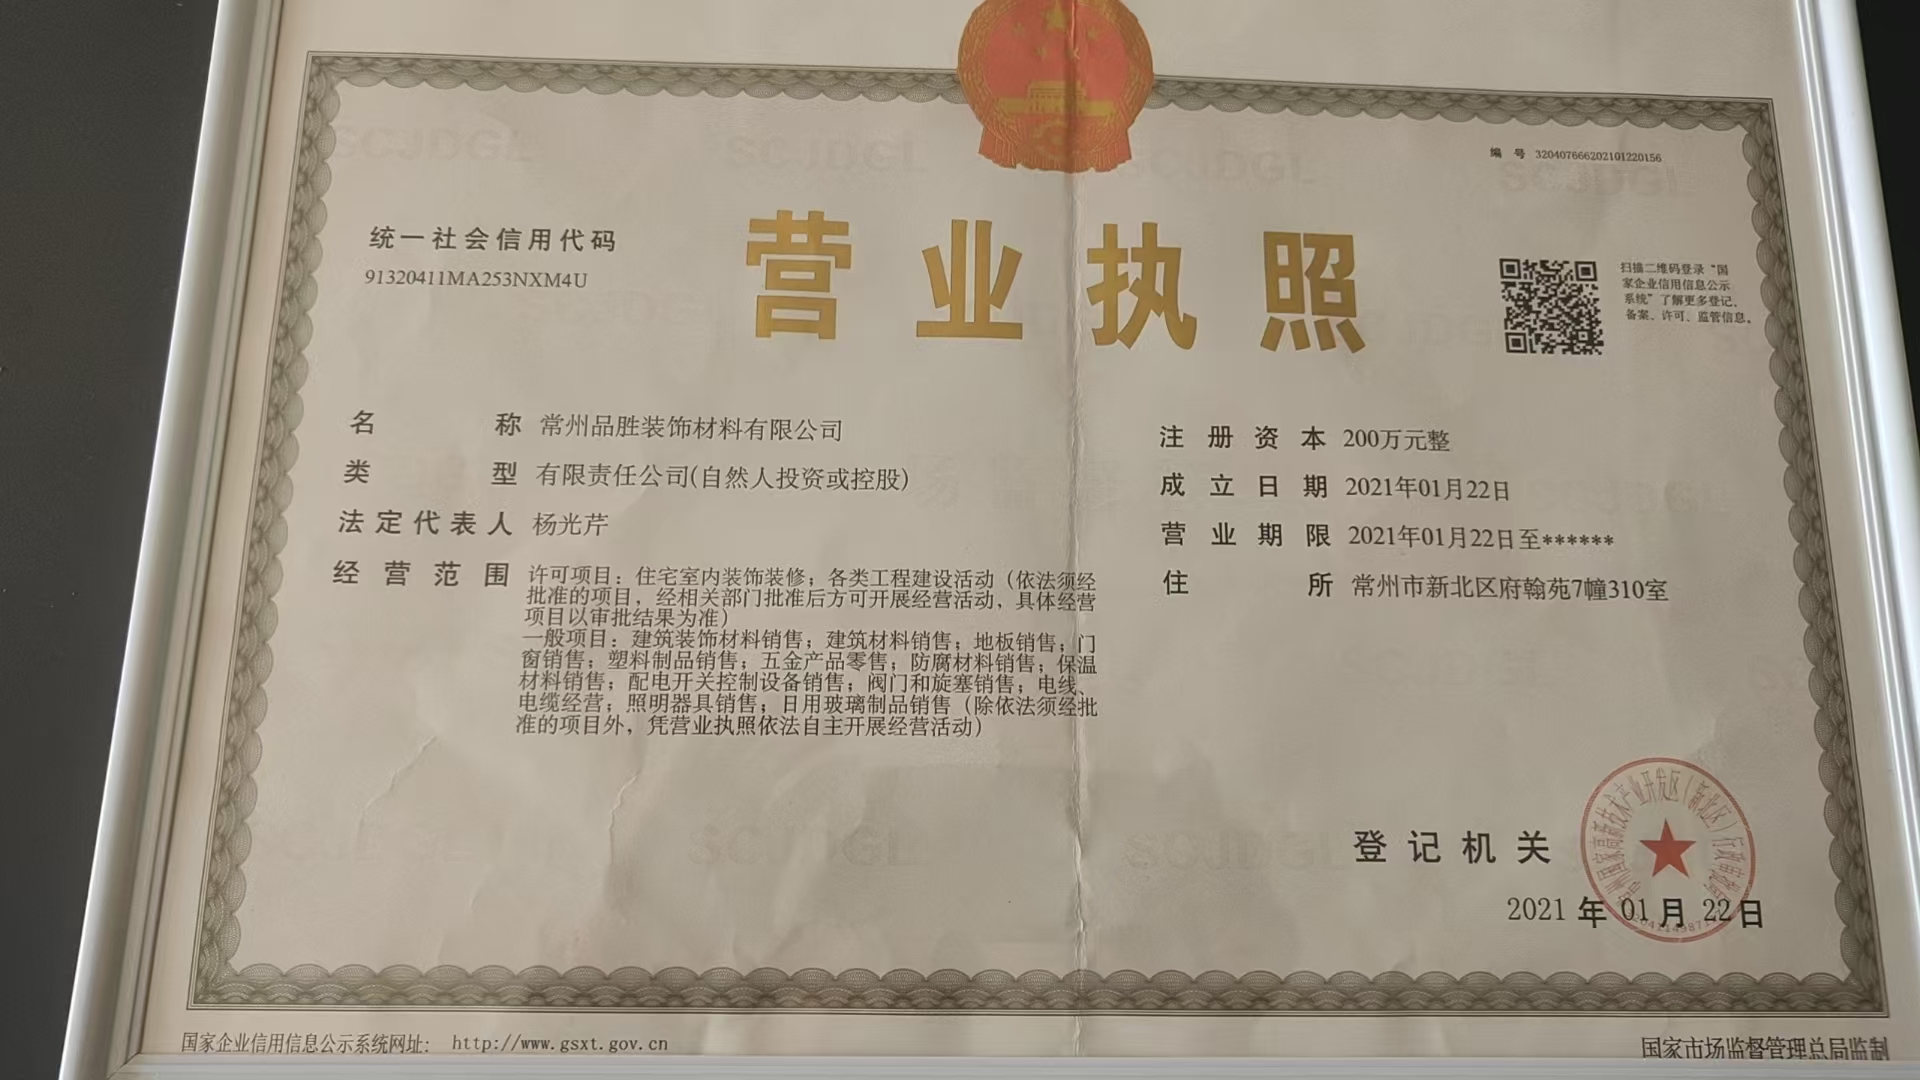 编 号 320407666202101220156
统一社会信用代码
91320411MA253NXM4U
营业执照
扫描二维码登录“国
家企业信用信息公示
系统”了解更多登记、
备案、许可、监管信息。
名 称 常州品胜装饰材料有限公司
类 型 有限责任公司(自然人投资或控股)
法定代表人 杨光芹
经营范围 许可项目：住宅室内装饰装修；各类工程建设活动（依法须经
批准的项目，经相关部门批准后方可开展经营活动，具体经营
项目以审批结果为准）
一般项目：建筑装饰材料销售；建筑材料销售；地板销售；门
窗销售；塑料制品销售；五金产品零售；防腐材料销售；保温
材料销售；配电开关控制设备销售；阀门和旋塞销售；电线、
电缆经营；照明器具销售；日用玻璃制品销售（除依法须经批
准的项目外，凭营业执照依法自主开展经营活动）
注册资本 200万元整
成立日期 2021年01月22日
营业期限 2021年01月22日至******
住 所 常州市新北区府翰苑7幢310室
登记机关
2021 年 01 月 22 日
国家企业信用信息公示系统网址： http://www.gsxt.gov.cn
国家市场监督管理总局监制